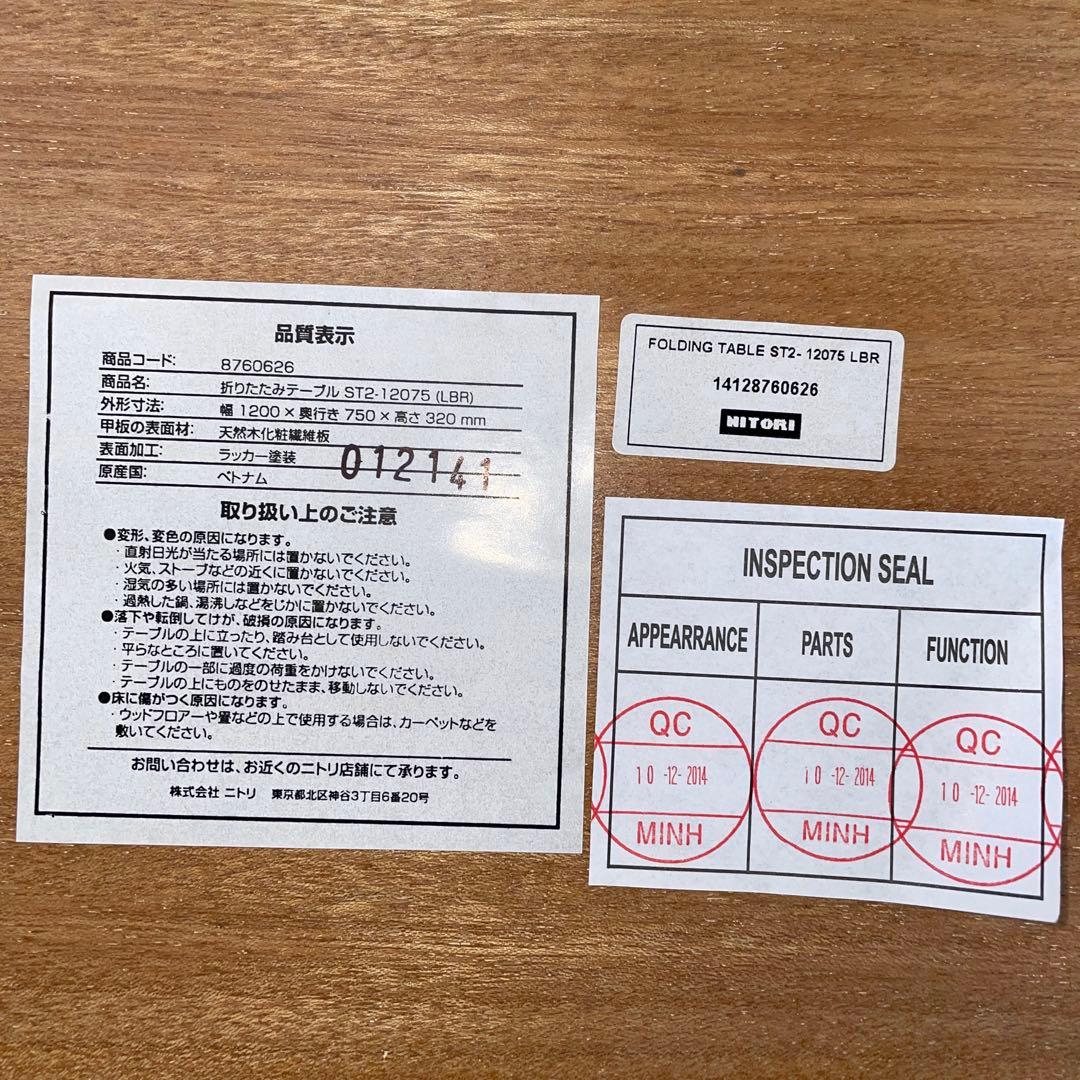 品質表示
商品コード: 8760626
商品名: 折りたたみテーブル ST2-12075 (LBR)
外形寸法: 幅 1200 × 奥行き 750 × 高さ 320 mm
甲板の表面材: 天然木化粧繊維板
表面加工: ラッカー塗装
原産国: ベトナム
012141
取り扱い上のご注意
●変形、変色の原因になります。
・直射日光が当たる場所には置かないでください。
・火気、ストーブなどの近くに置かないでください。
・湿気の多い場所には置かないでください。
・過熱した鍋、湯沸しなどをじかに置かないでください。
●落下や転倒してけが、破損の原因になります。
・テーブルの上に立ったり、踏み台として使用しないでください。
・平らなところに置いてください。
・テーブルの一部に過度の荷重をかけないでください。
・テーブルの上にものをのせたまま、移動しないでください。
●床に傷がつく原因になります。
・ウッドフロアーや畳などの上で使用する場合は、カーペットなどを
敷いてください。
お問い合わせは、お近くのニトリ店舗にて承ります。
株式会社 ニトリ 東京都北区神谷3丁目6番20号
FOLDING TABLE ST2- 12075 LBR
14128760626
NITORI
INSPECTION SEAL
APPEARRANCE PARTS FUNCTION
QC QC QC
10 -12- 2014 10 -12- 2014 10 -12- 2014
MINH MINH MINH